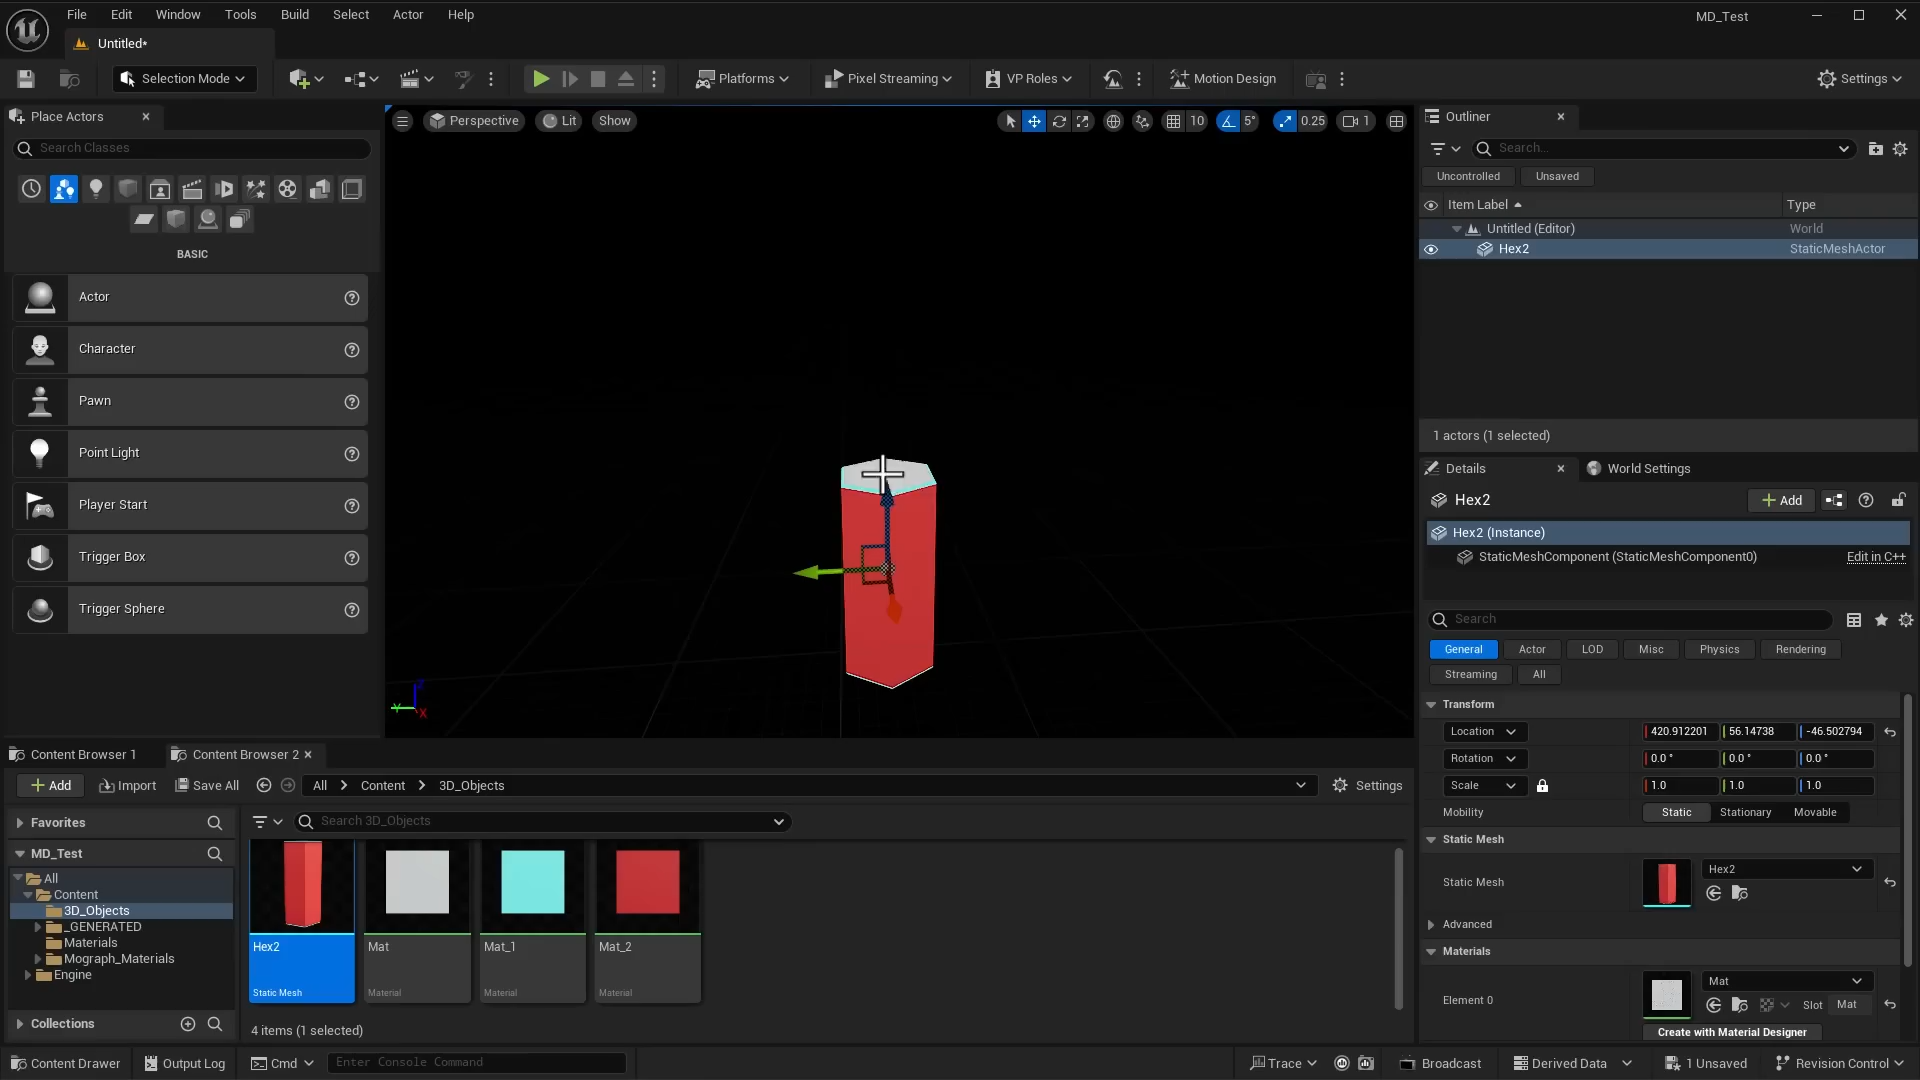 File Edit Window Tools Build Select Actor Help
MD_Test
Untitled*
Selection Mode
Platforms
Pixel Streaming
VP Roles
Motion Design
Settings
Place Actors
Search Classes
BASIC
Actor
Character
Pawn
Point Light
Player Start
Trigger Box
Trigger Sphere
Perspective
Lit
Show
10
5°
0.25
1
Z
Y
X
Outliner
Search...
Uncontrolled
Unsaved
Item Label
Type
Untitled (Editor)
World
Hex2
StaticMeshActor
1 actors (1 selected)
Details
World Settings
Hex2
Add
Hex2 (Instance)
StaticMeshComponent (StaticMeshComponent0)
Edit in C++
Search
General
Actor
LOD
Misc
Physics
Rendering
Streaming
All
Transform
Location
420.912201
56.14738
-46.502794
Rotation
0.0 °
0.0 °
0.0 °
Scale
1.0
1.0
1.0
Mobility
Static
Stationary
Movable
Static Mesh
Static Mesh
Hex2
Advanced
Materials
Element 0
Mat
Slot
Mat
Create with Material Designer
Content Browser 1
Content Browser 2
Add
Import
Save All
All
Content
3D_Objects
Settings
Favorites
MD_Test
All
Content
3D_Objects
_GENERATED
Materials
Mograph_Materials
Engine
Collections
Search 3D_Objects
Hex2
Static Mesh
Mat
Material
Mat_1
Material
Mat_2
Material
4 items (1 selected)
Content Drawer
Output Log
Cmd
Enter Console Command
Trace
Broadcast
Derived Data
1 Unsaved
Revision Control